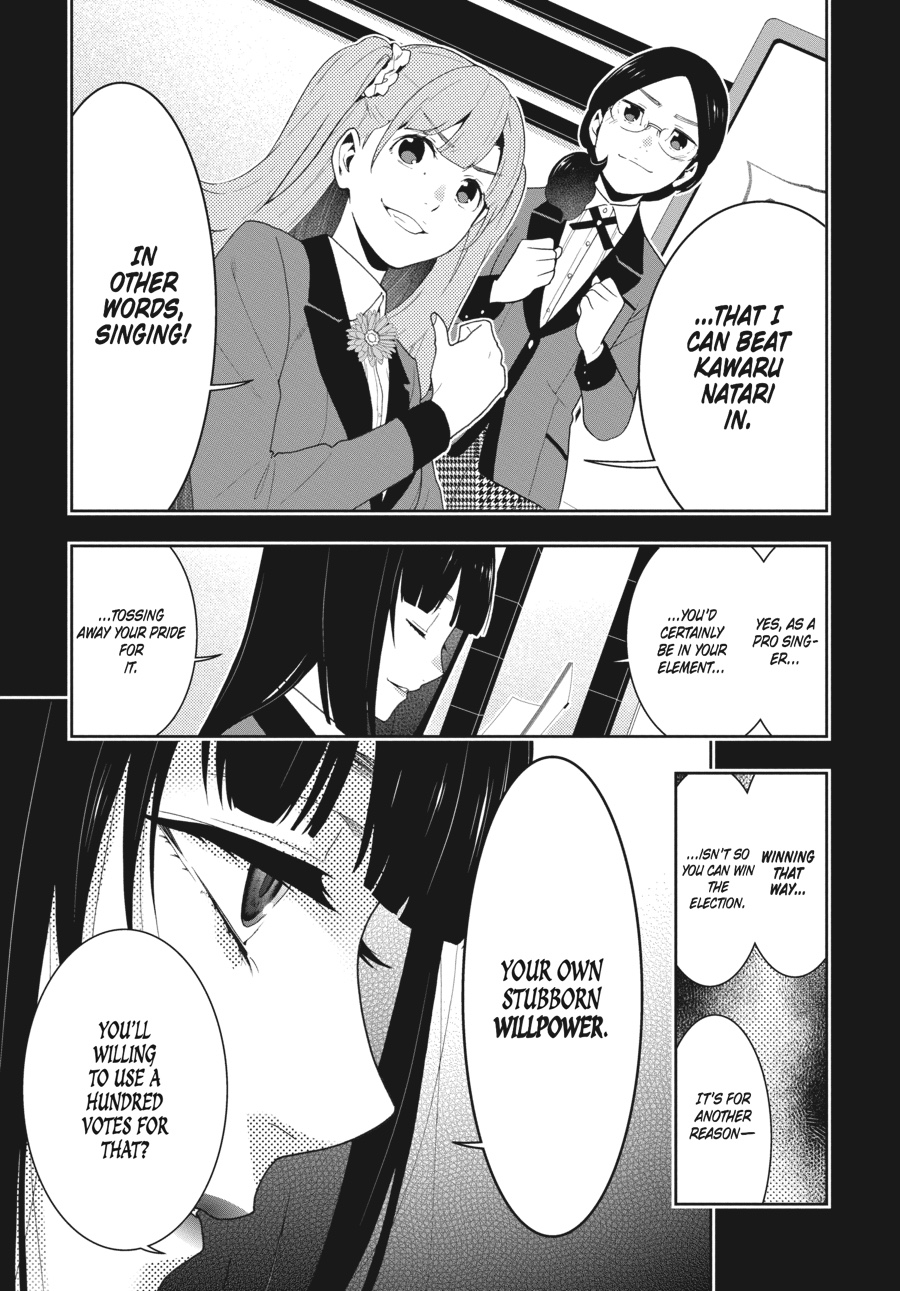 ...THAT I
CAN BEAT
KAWARU
NATARI
IN.
IN
OTHER
WORDS,
SINGING!
YES, AS A
PRO SING-
ER...
...YOU'D
CERTAINLY
BE IN YOUR
ELEMENT...
...TOSSING
AWAY YOUR PRIDE
FOR
IT.
WINNING
THAT
WAY...
...ISN'T SO
YOU CAN WIN
THE
ELECTION.
IT'S FOR
ANOTHER
REASON—
YOUR OWN
STUBBORN
WILLPOWER.
YOU'LL
WILLING
TO USE A
HUNDRED
VOTES FOR
THAT?